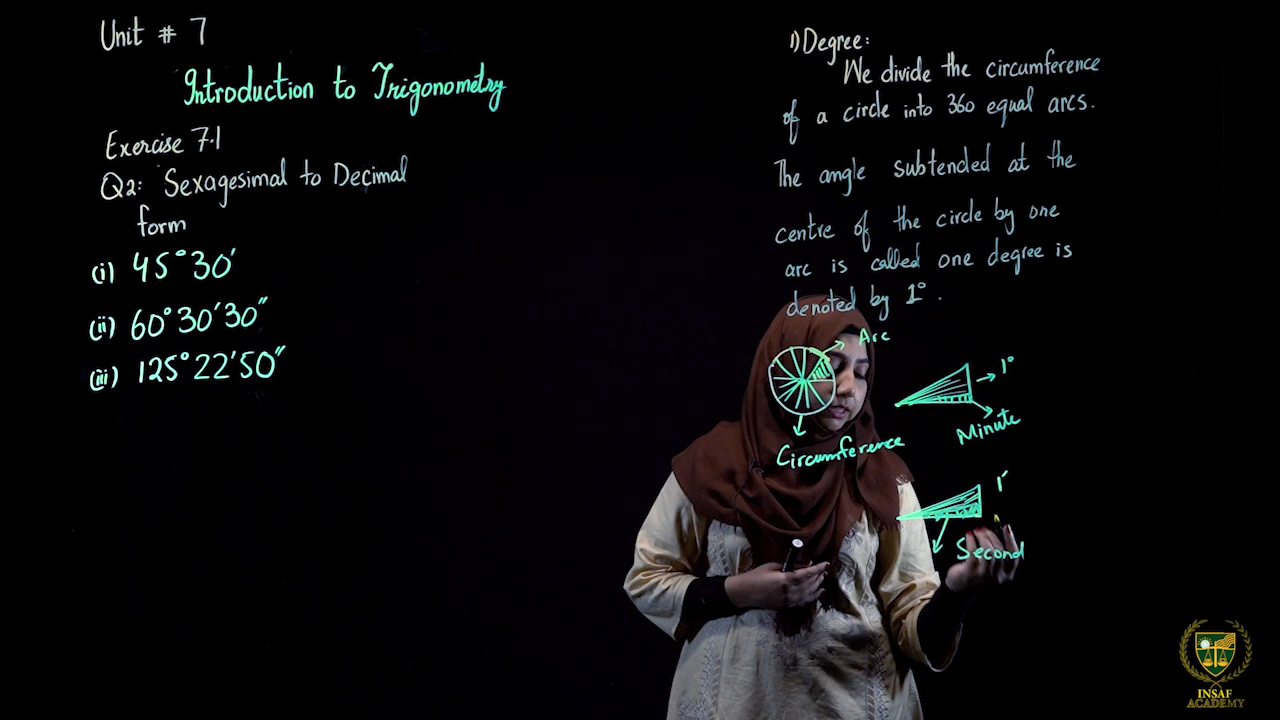 Unit # 7
Introduction to Trigonometry
Exercise 7.1
Q2: Sexagesimal to Decimal
form
(i) 45°30′
(ii) 60°30′30″
(iii) 125°22′50″
1) Degree:
We divide the circumference
of a circle into 360 equal arcs.
The angle subtended at the
centre of the circle by one
arc is called one degree is
denoted by 1°.
Arc
Circumference
1°
Minute
1′
Second
INSAF
ACADEMY